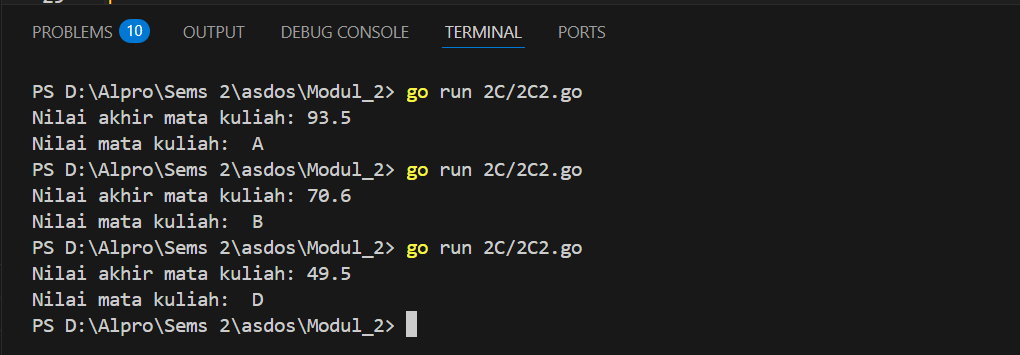 PROBLEMS 10 OUTPUT DEBUG CONSOLE TERMINAL PORTS
PS D:\Alpro\Sems 2\asdos\Modul_2> go run 2C/2C2.go
Nilai akhir mata kuliah: 93.5
Nilai mata kuliah:  A
PS D:\Alpro\Sems 2\asdos\Modul_2> go run 2C/2C2.go
Nilai akhir mata kuliah: 70.6
Nilai mata kuliah:  B
PS D:\Alpro\Sems 2\asdos\Modul_2> go run 2C/2C2.go
Nilai akhir mata kuliah: 49.5
Nilai mata kuliah:  D
PS D:\Alpro\Sems 2\asdos\Modul_2>